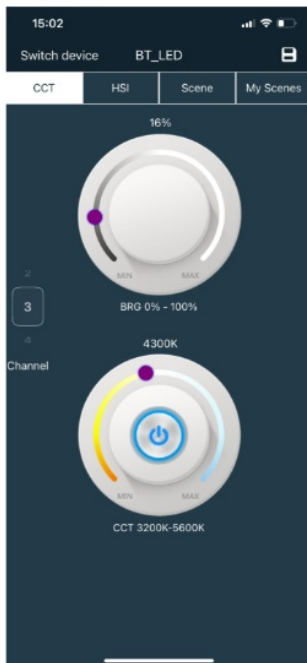 15:02
Switch device BT_LED
CCT HSI Scene My Scenes
16%
MIN MAX
BRG 0% - 100%
2
3
4
Channel
4300K
MIN MAX
CCT 3200K-5600K